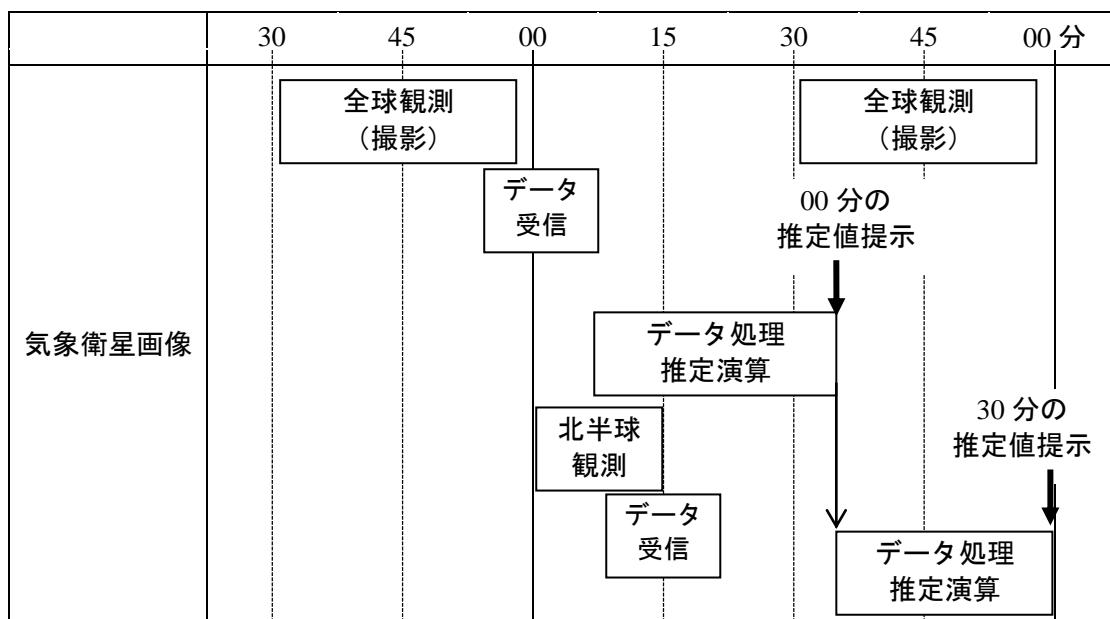 30 45 00 15 30 45 00 分
全球観測
（撮影）
全球観測
（撮影）
データ
受信
00 分の
推定値提示
気象衛星画像
データ処理
推定演算
北半球
観測
30 分の
推定値提示
データ
受信
データ処理
推定演算